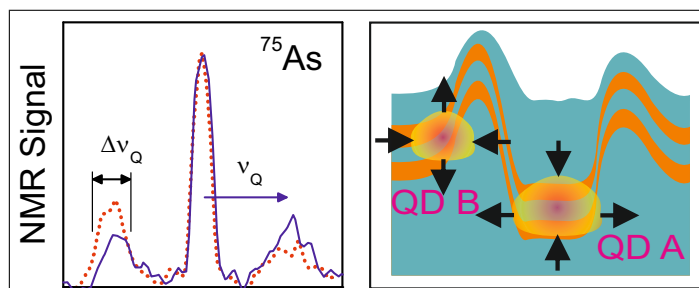 NMR Signal
⁷⁵As
Δν_Q
ν_Q
QD B
QD A